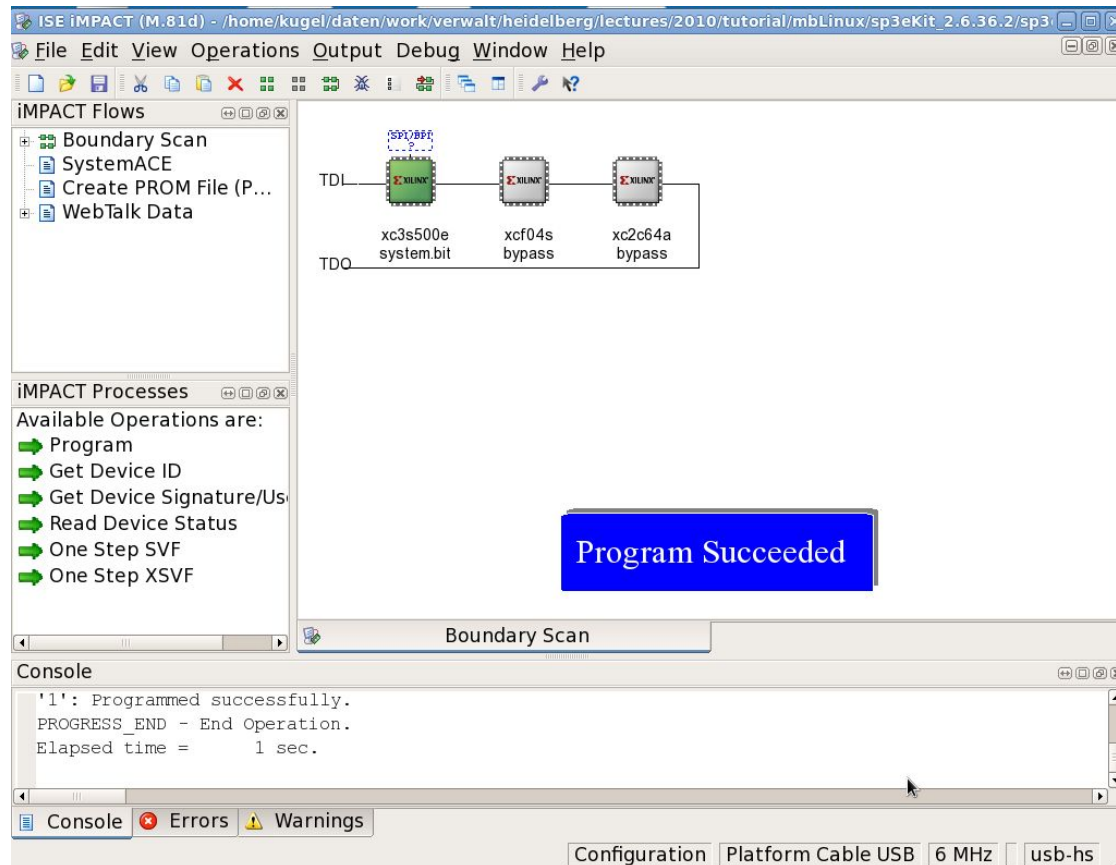 ISE iMPACT (M.81d) - /home/kugel/daten/work/verwalt/heidelberg/lectures/2010/tutorial/mbLinux/sp3eKit_2.6.36.2/sp3
File Edit View Operations Output Debug Window Help
iMPACT Flows
Boundary Scan
SystemACE
Create PROM File (P...
WebTalk Data
SPI/BPI
?
TDI
XILINX XILINX XILINX
xc3s500e xcf04s xc2c64a
system.bit bypass bypass
TDO
iMPACT Processes
Available Operations are:
Program
Get Device ID
Get Device Signature/Us
Read Device Status
One Step SVF
One Step XSVF
Program Succeeded
Boundary Scan
Console
'1': Programmed successfully.
PROGRESS_END - End Operation.
Elapsed time = 1 sec.
Console Errors Warnings
Configuration Platform Cable USB 6 MHz usb-hs